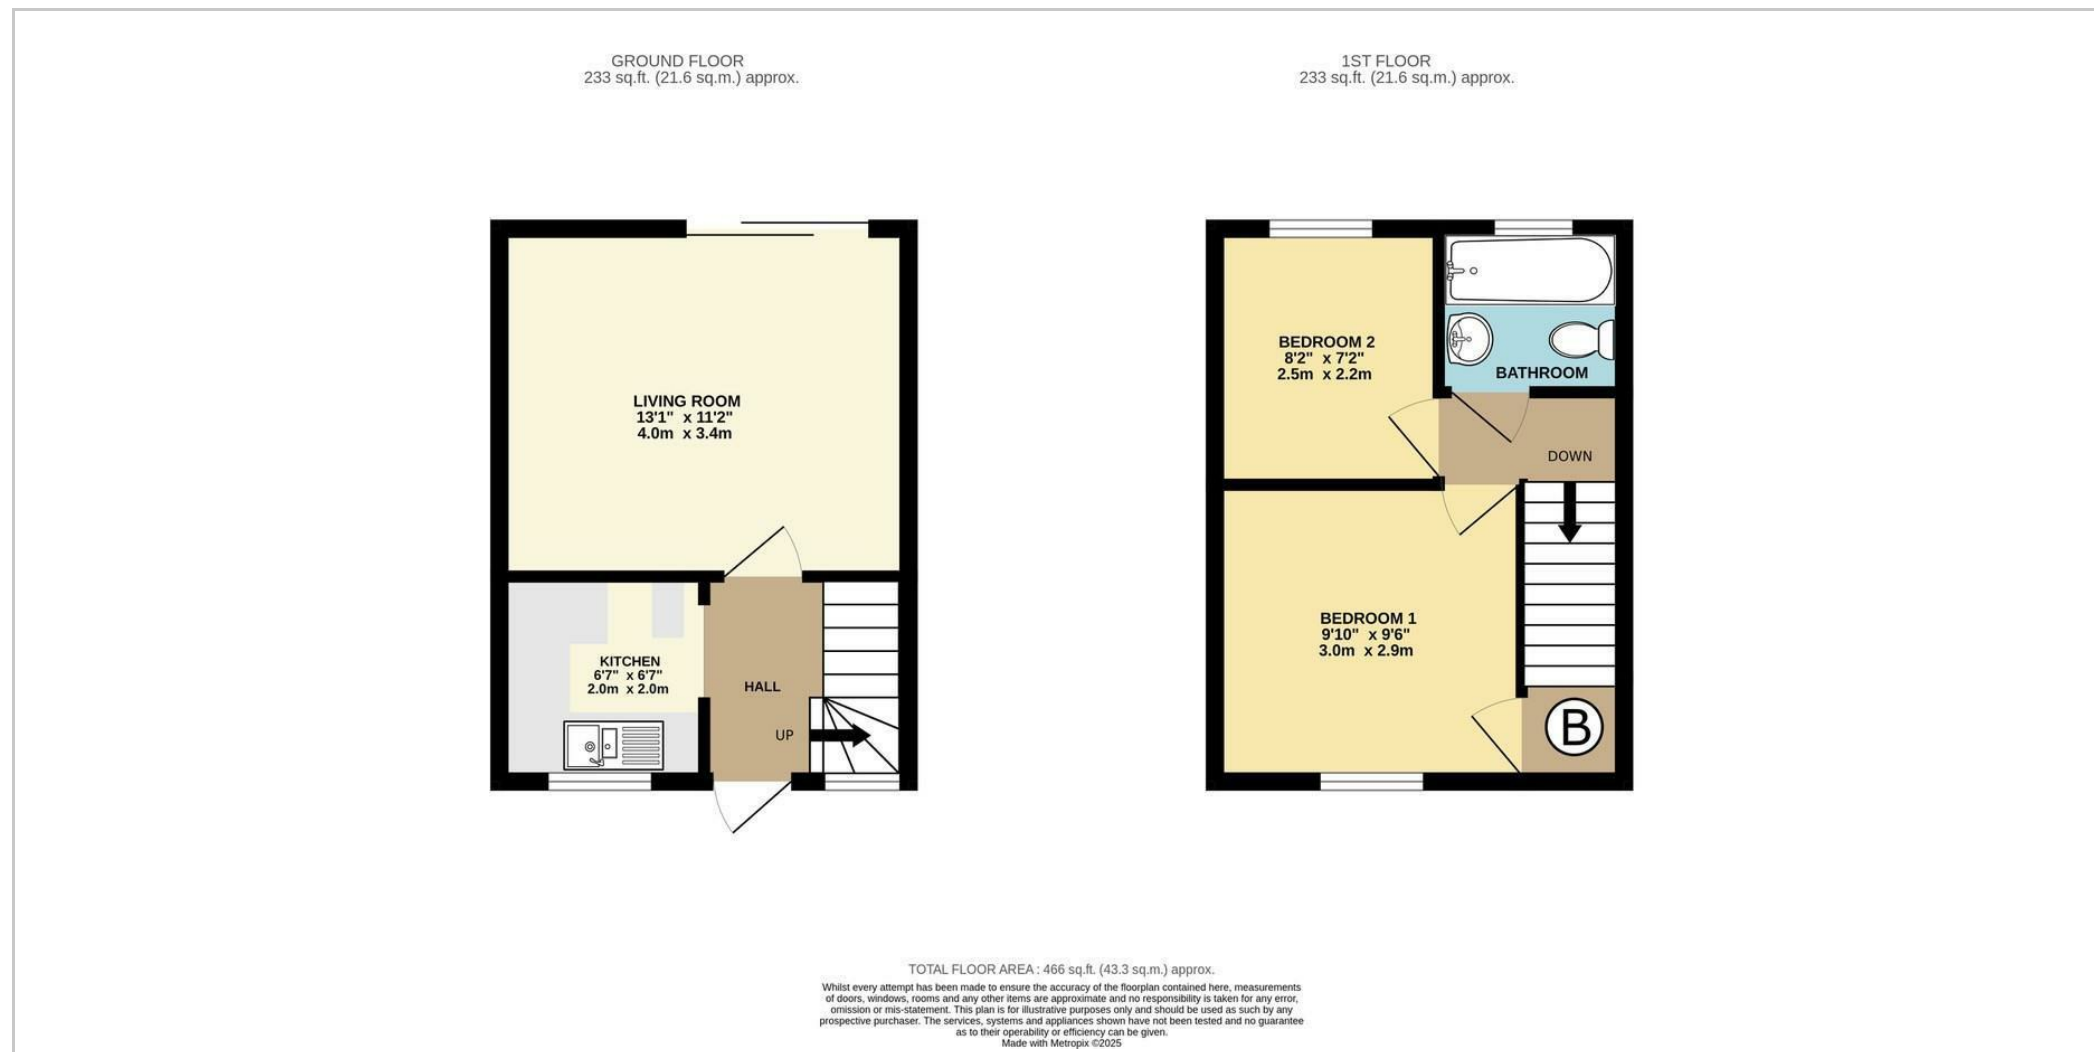 GROUND FLOOR
233 sq.ft. (21.6 sq.m.) approx.
1ST FLOOR
233 sq.ft. (21.6 sq.m.) approx.
LIVING ROOM
13'1" x 11'2"
4.0m x 3.4m
KITCHEN
6'7" x 6'7"
2.0m x 2.0m
HALL
UP
BEDROOM 2
8'2" x 7'2"
2.5m x 2.2m
BATHROOM
DOWN
BEDROOM 1
9'10" x 9'6"
3.0m x 2.9m
B
TOTAL FLOOR AREA : 466 sq.ft. (43.3 sq.m.) approx.
Whilst every attempt has been made to ensure the accuracy of the floorplan contained here, measurements
of doors, windows, rooms and any other items are approximate and no responsibility is taken for any error,
omission or mis-statement. This plan is for illustrative purposes only and should be used as such by any
prospective purchaser. The services, systems and appliances shown have not been tested and no guarantee
as to their operability or efficiency can be given.
Made with Metropix ©2025